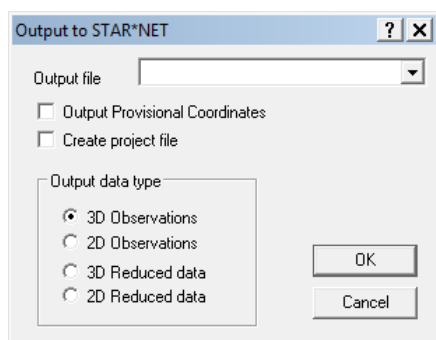 Output to STAR*NET
?
Output file
Output Provisional Coordinates
Create project file
Output data type
3D Observations
2D Observations
3D Reduced data
2D Reduced data
OK
Cancel